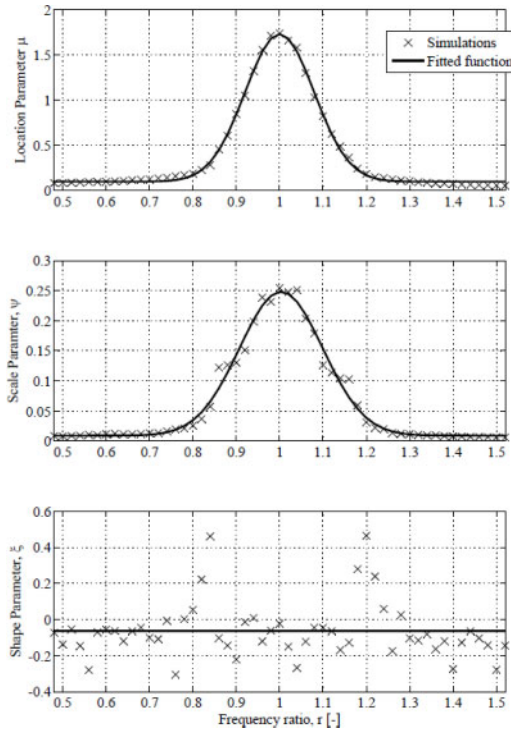 2
1.5
1
0.5
0
Location Parameter μ
Simulations
Fitted function
0.5 0.6 0.7 0.8 0.9 1 1.1 1.2 1.3 1.4 1.5
0.3
0.25
0.2
0.15
0.1
0.05
0
Scale Paramter, ψ
0.5 0.6 0.7 0.8 0.9 1 1.1 1.2 1.3 1.4 1.5
0.6
0.4
0.2
0
-0.2
-0.4
Shape Parameter, ξ
0.5 0.6 0.7 0.8 0.9 1 1.1 1.2 1.3 1.4 1.5
Frequency ratio, r [-]